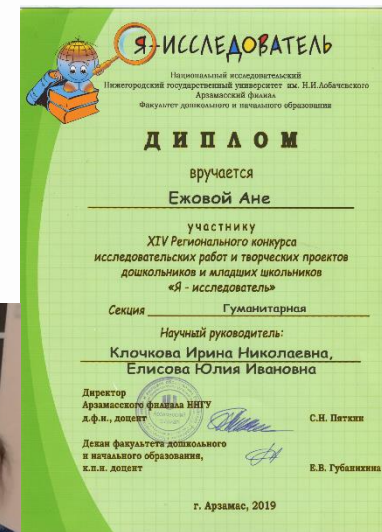 Я-ИССЛЕДОВАТЕЛЬ
Национальный исследовательский
Нижегородский государственный университет им. Н.И.Лобачевского
Арзамасский филиал
Факультет дошкольного и начального образования
ДИПЛОМ
вручается
Ежовой Ане
участнику
XIV Регионального конкурса
исследовательских работ и творческих проектов
дошкольников и младших школьников
«Я - исследователь»
Секция Гуманитарная
Научный руководитель:
Клочкова Ирина Николаевна,
Елисова Юлия Ивановна
Директор
Арзамасского филиала ННГУ
д.ф.н., доцент С.Н. Пяткин
Декан факультета дошкольного
и начального образования,
к.п.н. доцент Е.В. Губанихина
г. Арзамас, 2019